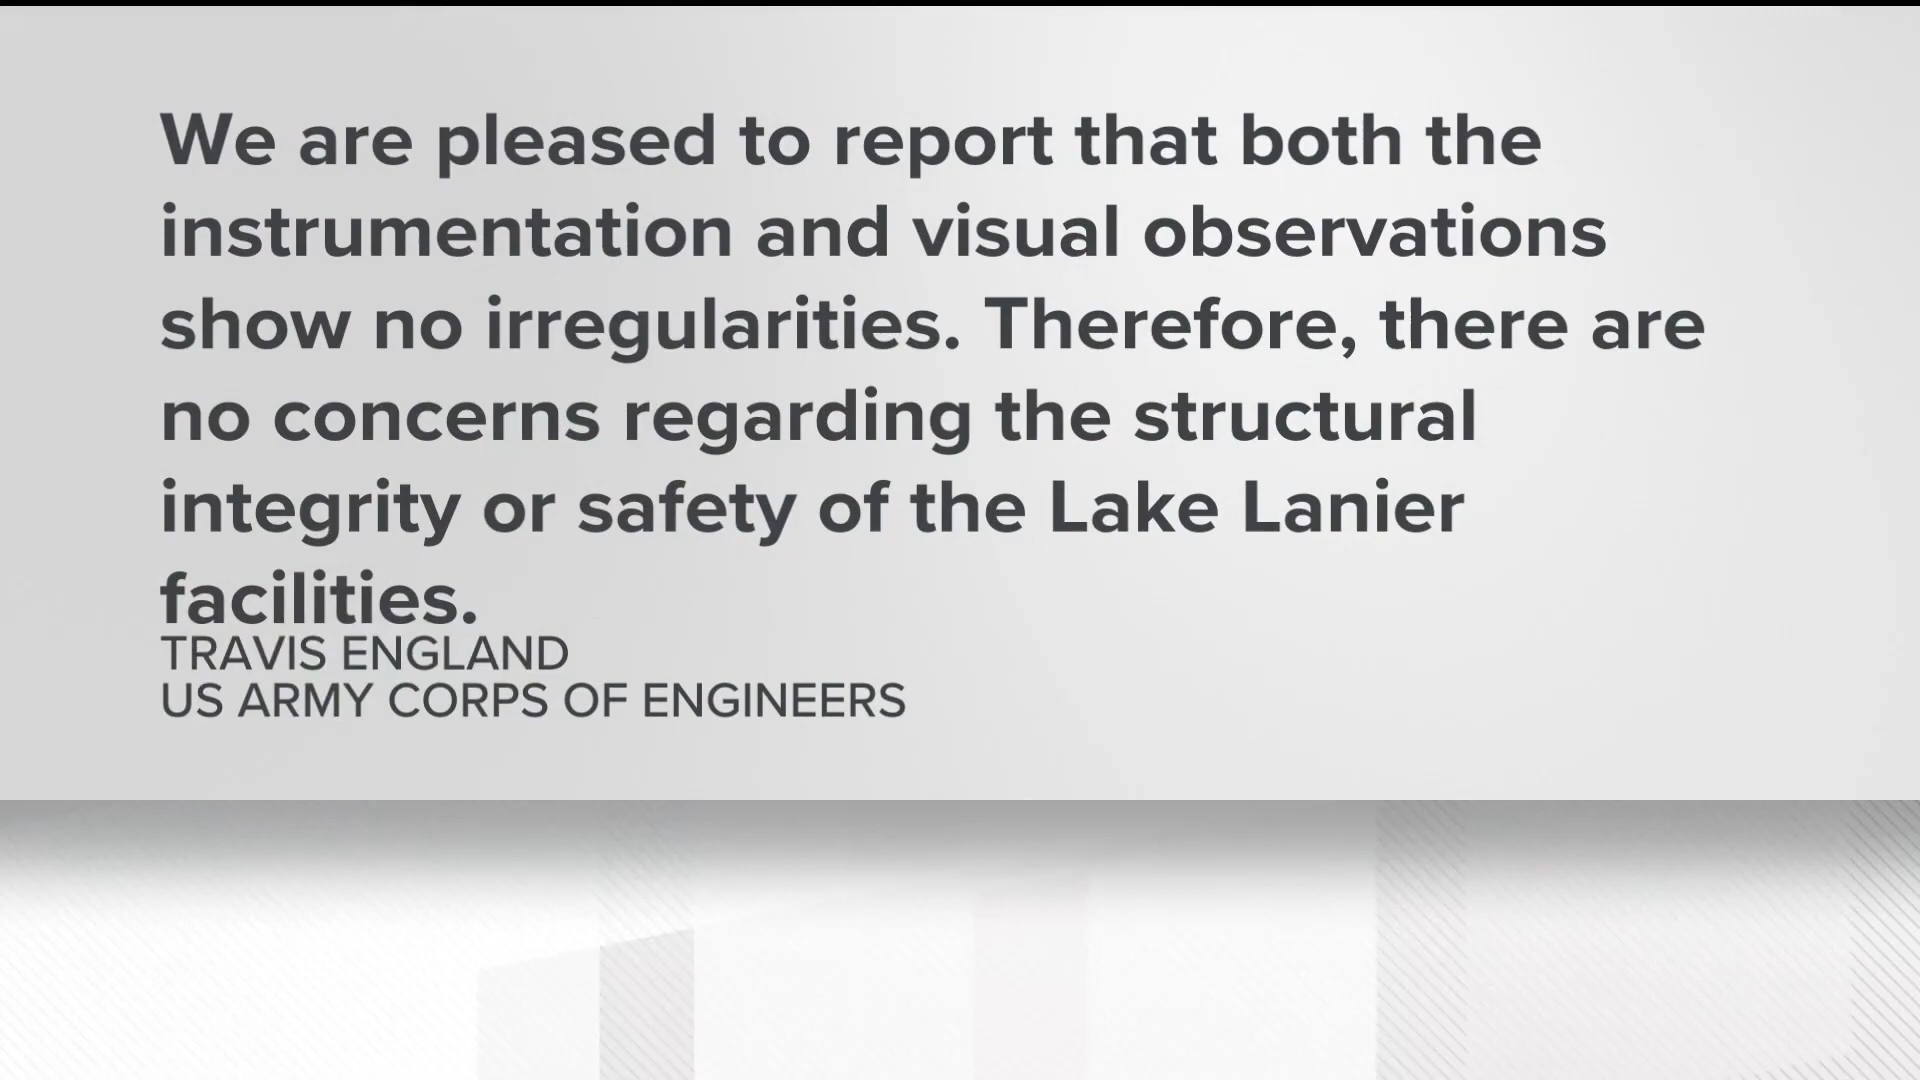 We are pleased to report that both the
instrumentation and visual observations
show no irregularities. Therefore, there are
no concerns regarding the structural
integrity or safety of the Lake Lanier
facilities.
TRAVIS ENGLAND
US ARMY CORPS OF ENGINEERS